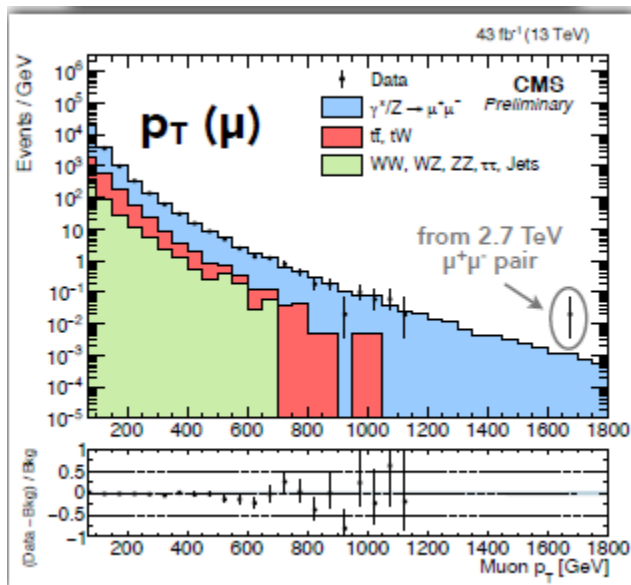 43 fb⁻¹ (13 TeV)
Events / GeV
10⁶
10⁵
10⁴
10³
10²
10
1
10⁻¹
10⁻²
10⁻³
10⁻⁴
10⁻⁵
p_T (μ)
Data
γ*/Z → μ⁺μ⁻
tt̄, tW
WW, WZ, ZZ, ττ, Jets
CMS
Preliminary
from 2.7 TeV
μ⁺μ⁻ pair
200 400 600 800 1000 1200 1400 1600 1800
(Data – Bkg) / Bkg
1
0.5
0
−0.5
−1
200 400 600 800 1000 1200 1400 1600 1800
Muon p_T [GeV]